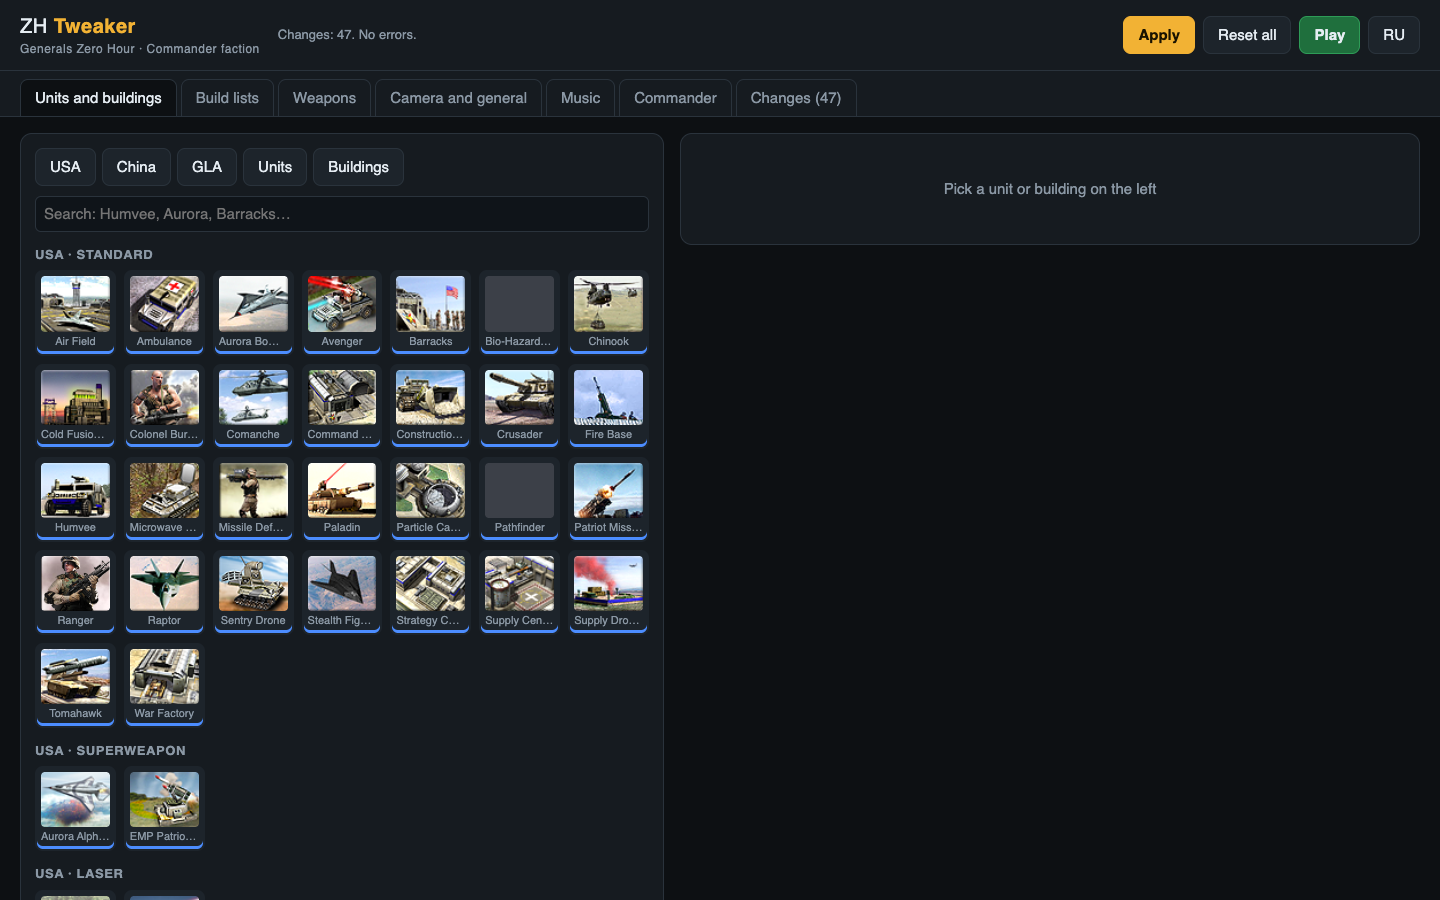 ZH Tweaker
Generals Zero Hour · Commander faction
Changes: 47. No errors.
Apply
Reset all
Play
RU
Units and buildings
Build lists
Weapons
Camera and general
Music
Commander
Changes (47)
USA
China
GLA
Units
Buildings
Search: Humvee, Aurora, Barracks…
Pick a unit or building on the left
USA · STANDARD
Air Field
Ambulance
Aurora Bo…
Avenger
Barracks
Bio-Hazard…
Chinook
Cold Fusio…
Colonel Bur…
Comanche
Command …
Constructio…
Crusader
Fire Base
Humvee
Microwave …
Missile Def…
Paladin
Particle Ca…
Pathfinder
Patriot Miss…
Ranger
Raptor
Sentry Drone
Stealth Fig…
Strategy C…
Supply Cen…
Supply Dro…
Tomahawk
War Factory
USA · SUPERWEAPON
Aurora Alph…
EMP Patrio…
USA · LASER